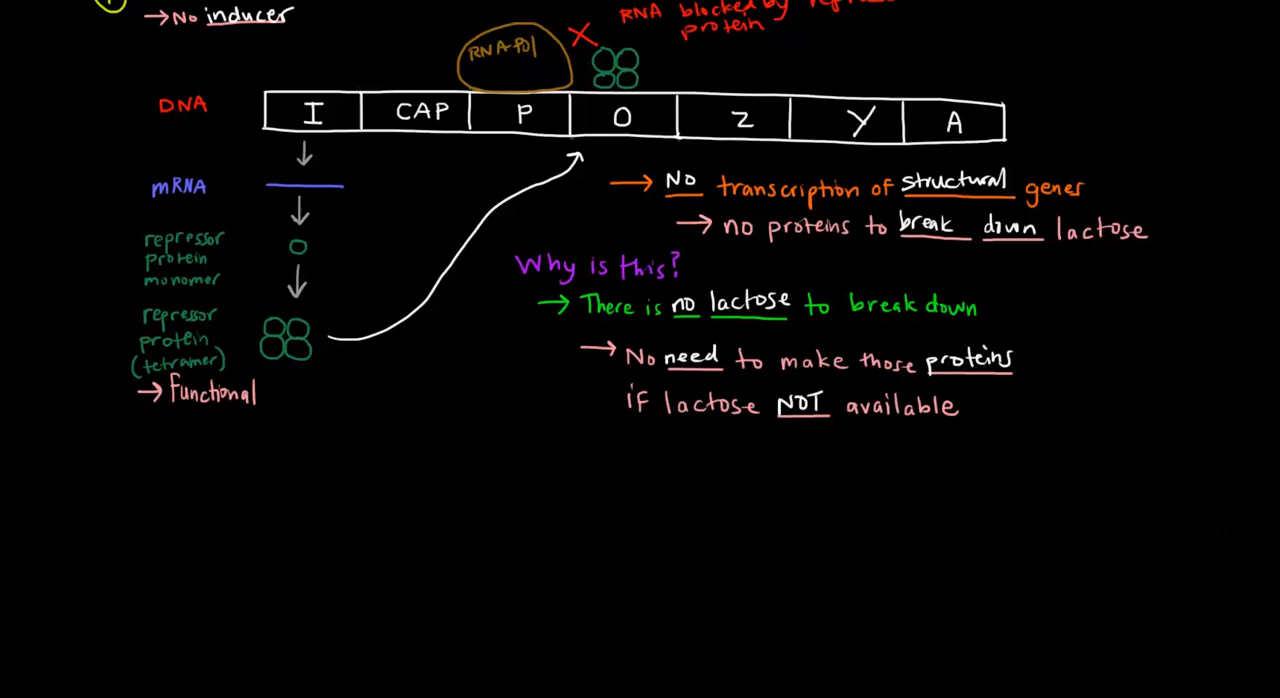 → No inducer
RNA blocked by
protein
RNA-Pol
DNA
I CAP P O Z Y A
mRNA
→ No transcription of structural genes
→ no proteins to break down lactose
repressor
protein
monomer
Why is this?
→ There is no lactose to break down
repressor
protein
(tetramer)
→ Functional
→ No need to make those proteins
if lactose NOT available